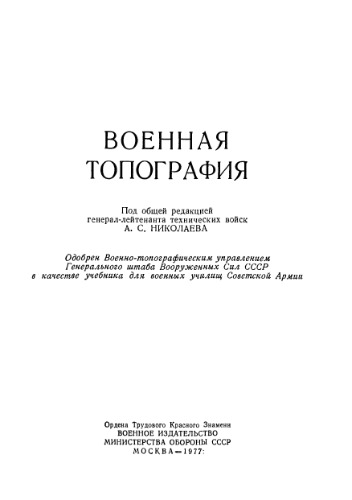 ВОЕННАЯ
ТОПОГРАФИЯ
Под общей редакцией
генерал-лейтенанта технических войск
А. С. НИКОЛАЕВА
Одобрен Военно-топографическим управлением
Генерального штаба Вооруженных Сил СССР
в качестве учебника для военных училищ Советской Армии
Ордена Трудового Красного Знамени
ВОЕННОЕ ИЗДАТЕЛЬСТВО
МИНИСТЕРСТВА ОБОРОНЫ СССР
МОСКВА — 1977